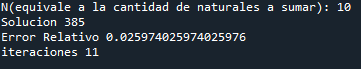 N(equivale a la cantidad de naturales a sumar): 10
Solucion 385
Error Relativo 0.025974025974025976
iteraciones 11